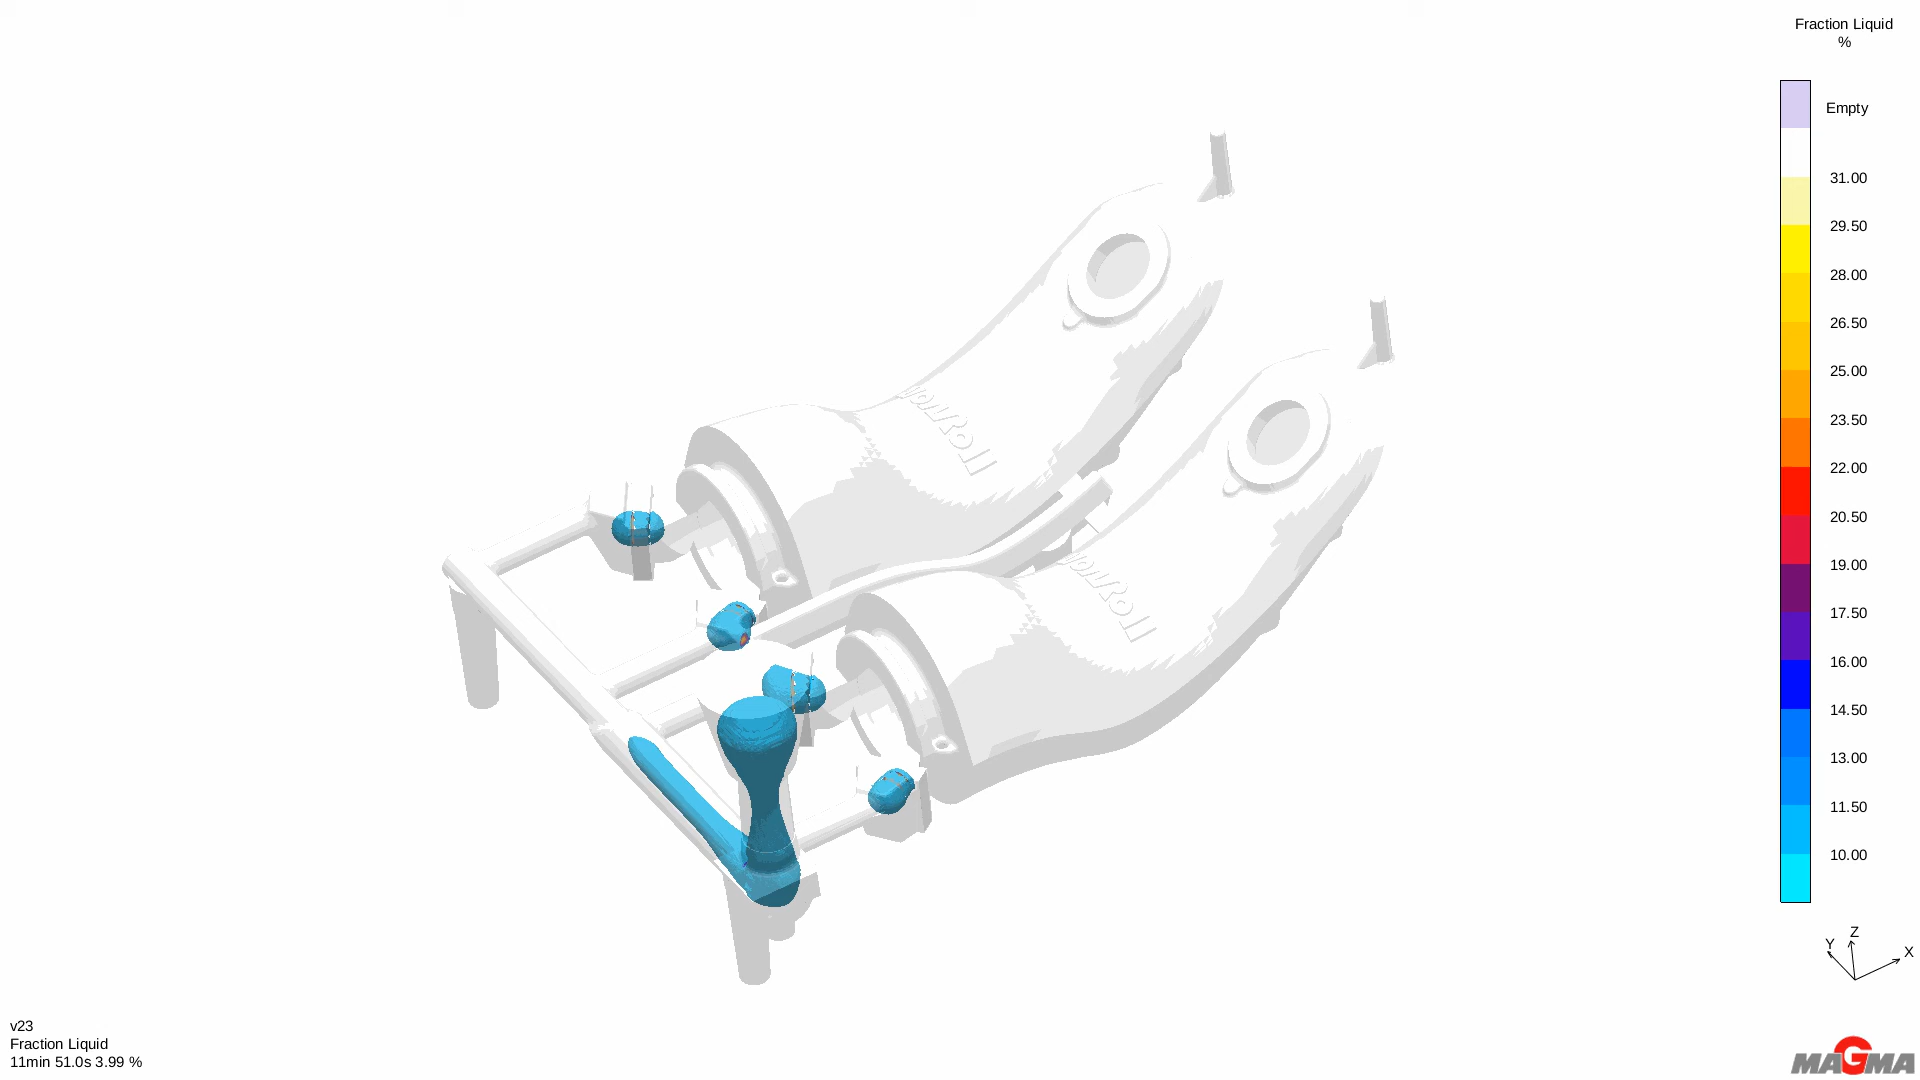 Fraction Liquid
%
Empty
31.00
29.50
28.00
26.50
25.00
23.50
22.00
20.50
19.00
17.50
16.00
14.50
13.00
11.50
10.00
vonRoll
vonRoll
Z
Y
X
v23
Fraction Liquid
11min 51.0s 3.99 %
MAGMA